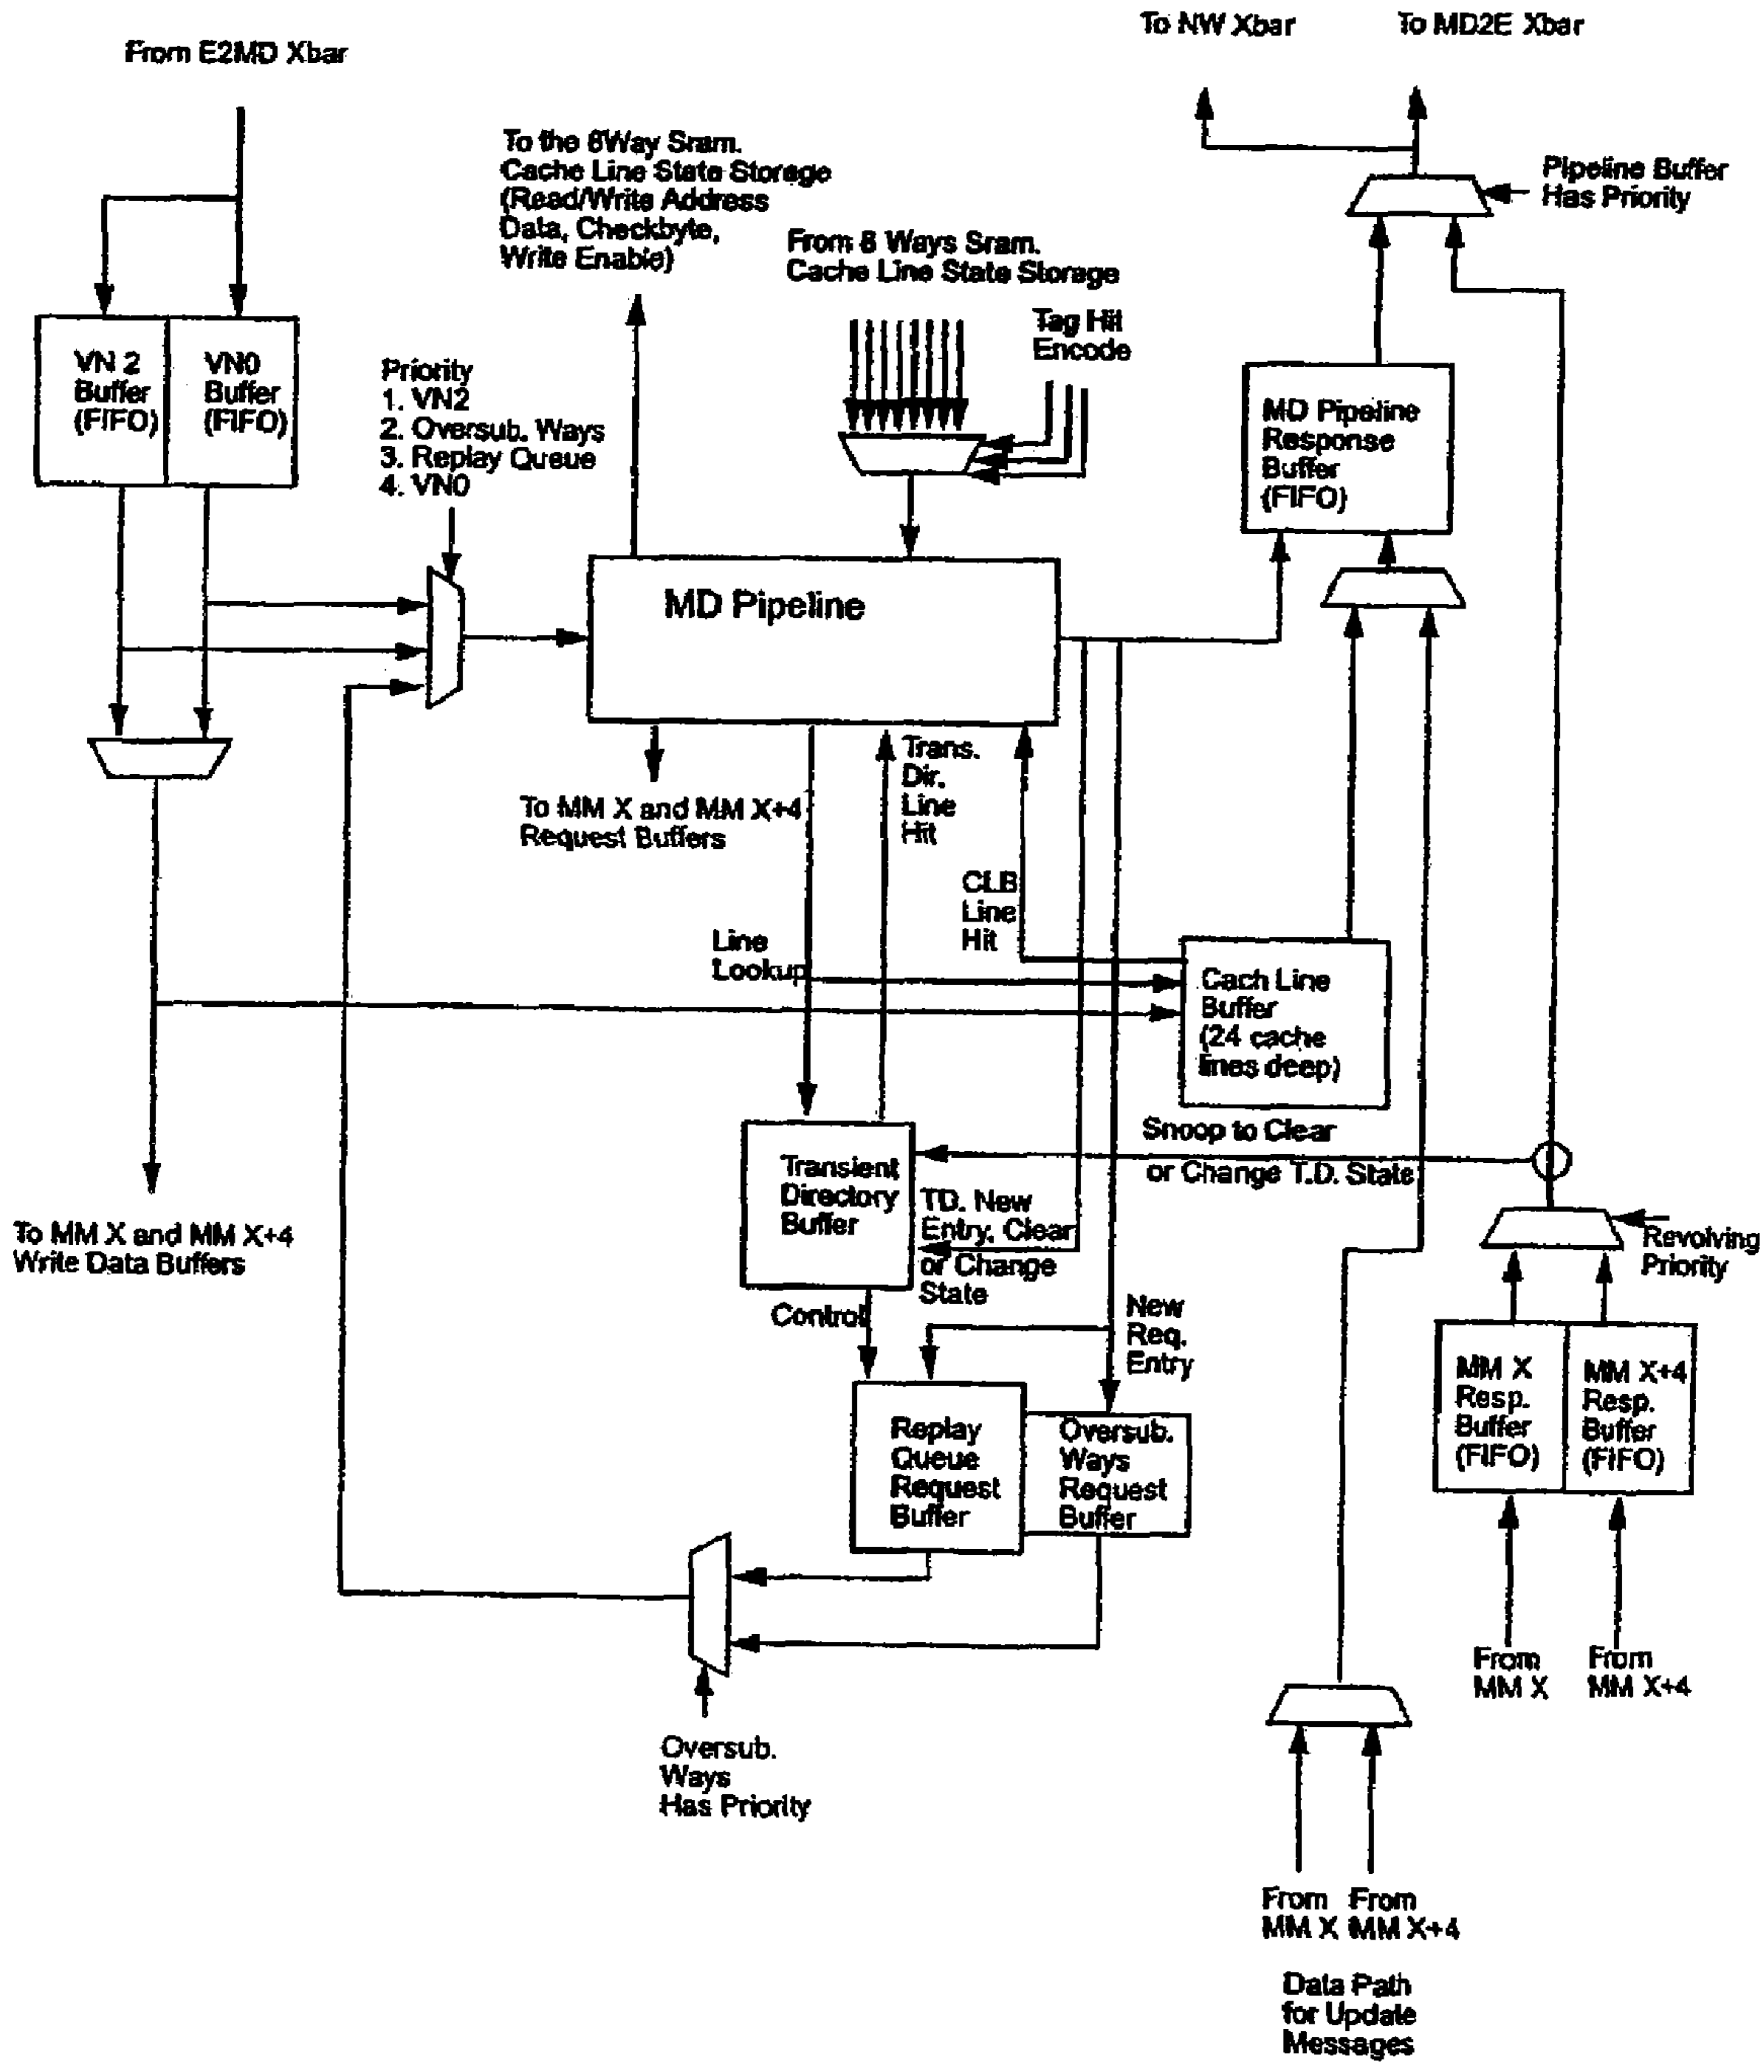 To NW Xbar
To MD2E Xbar
From E2MD Xbar
To the 8Way Sram.
Cache Line State Storage
(Read/Write Address
Data, Checkbyte,
Write Enable)
Pipeline Buffer
Has Priority
From 8 Ways Sram.
Cache Line State Storage
Tag Hit
Encode
VN 2
Buffer
(FIFO)
VN0
Buffer
(FIFO)
Priority
1. VN2
2. Oversub. Ways
3. Replay Queue
4. VN0
MD Pipeline
Response
Buffer
(FIFO)
MD Pipeline
To MM X and MM X+4
Request Buffers
Trans.
Dir.
Line
Hit
CLB
Line
Hit
Line
Lookup
Cach Line
Buffer
(24 cache
lines deep)
Snoop to Clear
or Change T.D. State
Transient
Directory
Buffer
TD. New
Entry, Clear
or Change
State
To MM X and MM X+4
Write Data Buffers
Revolving
Priority
Control
New
Req.
Entry
MM X
Resp.
Buffer
(FIFO)
MM X+4
Resp.
Buffer
(FIFO)
Replay
Queue
Request
Buffer
Oversub.
Ways
Request
Buffer
From
MM X
From
MM X+4
Oversub.
Ways
Has Priority
From
MM X
From
MM X+4
Data Path
for Update
Messages